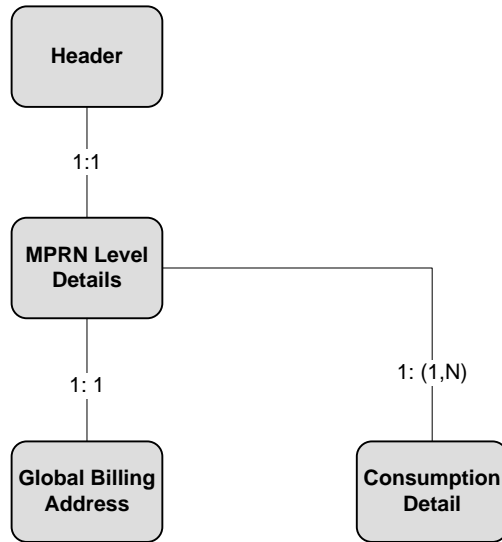 Header
1:1
MPRN Level
Details
1: (1,N)
1: 1
Global Billing
Address
Consumption
Detail